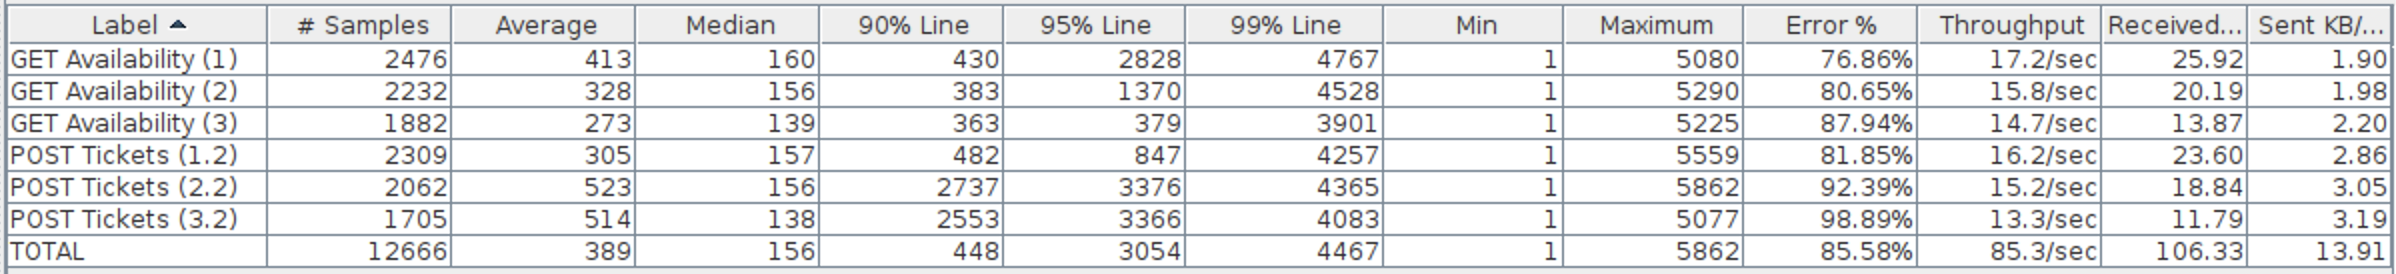 Label # Samples Average Median 90% Line 95% Line 99% Line Min Maximum Error % Throughput Received... Sent KB/...
GET Availability (1) 2476 413 160 430 2828 4767 1 5080 76.86% 17.2/sec 25.92 1.90
GET Availability (2) 2232 328 156 383 1370 4528 1 5290 80.65% 15.8/sec 20.19 1.98
GET Availability (3) 1882 273 139 363 379 3901 1 5225 87.94% 14.7/sec 13.87 2.20
POST Tickets (1.2) 2309 305 157 482 847 4257 1 5559 81.85% 16.2/sec 23.60 2.86
POST Tickets (2.2) 2062 523 156 2737 3376 4365 1 5862 92.39% 15.2/sec 18.84 3.05
POST Tickets (3.2) 1705 514 138 2553 3366 4083 1 5077 98.89% 13.3/sec 11.79 3.19
TOTAL 12666 389 156 448 3054 4467 1 5862 85.58% 85.3/sec 106.33 13.91